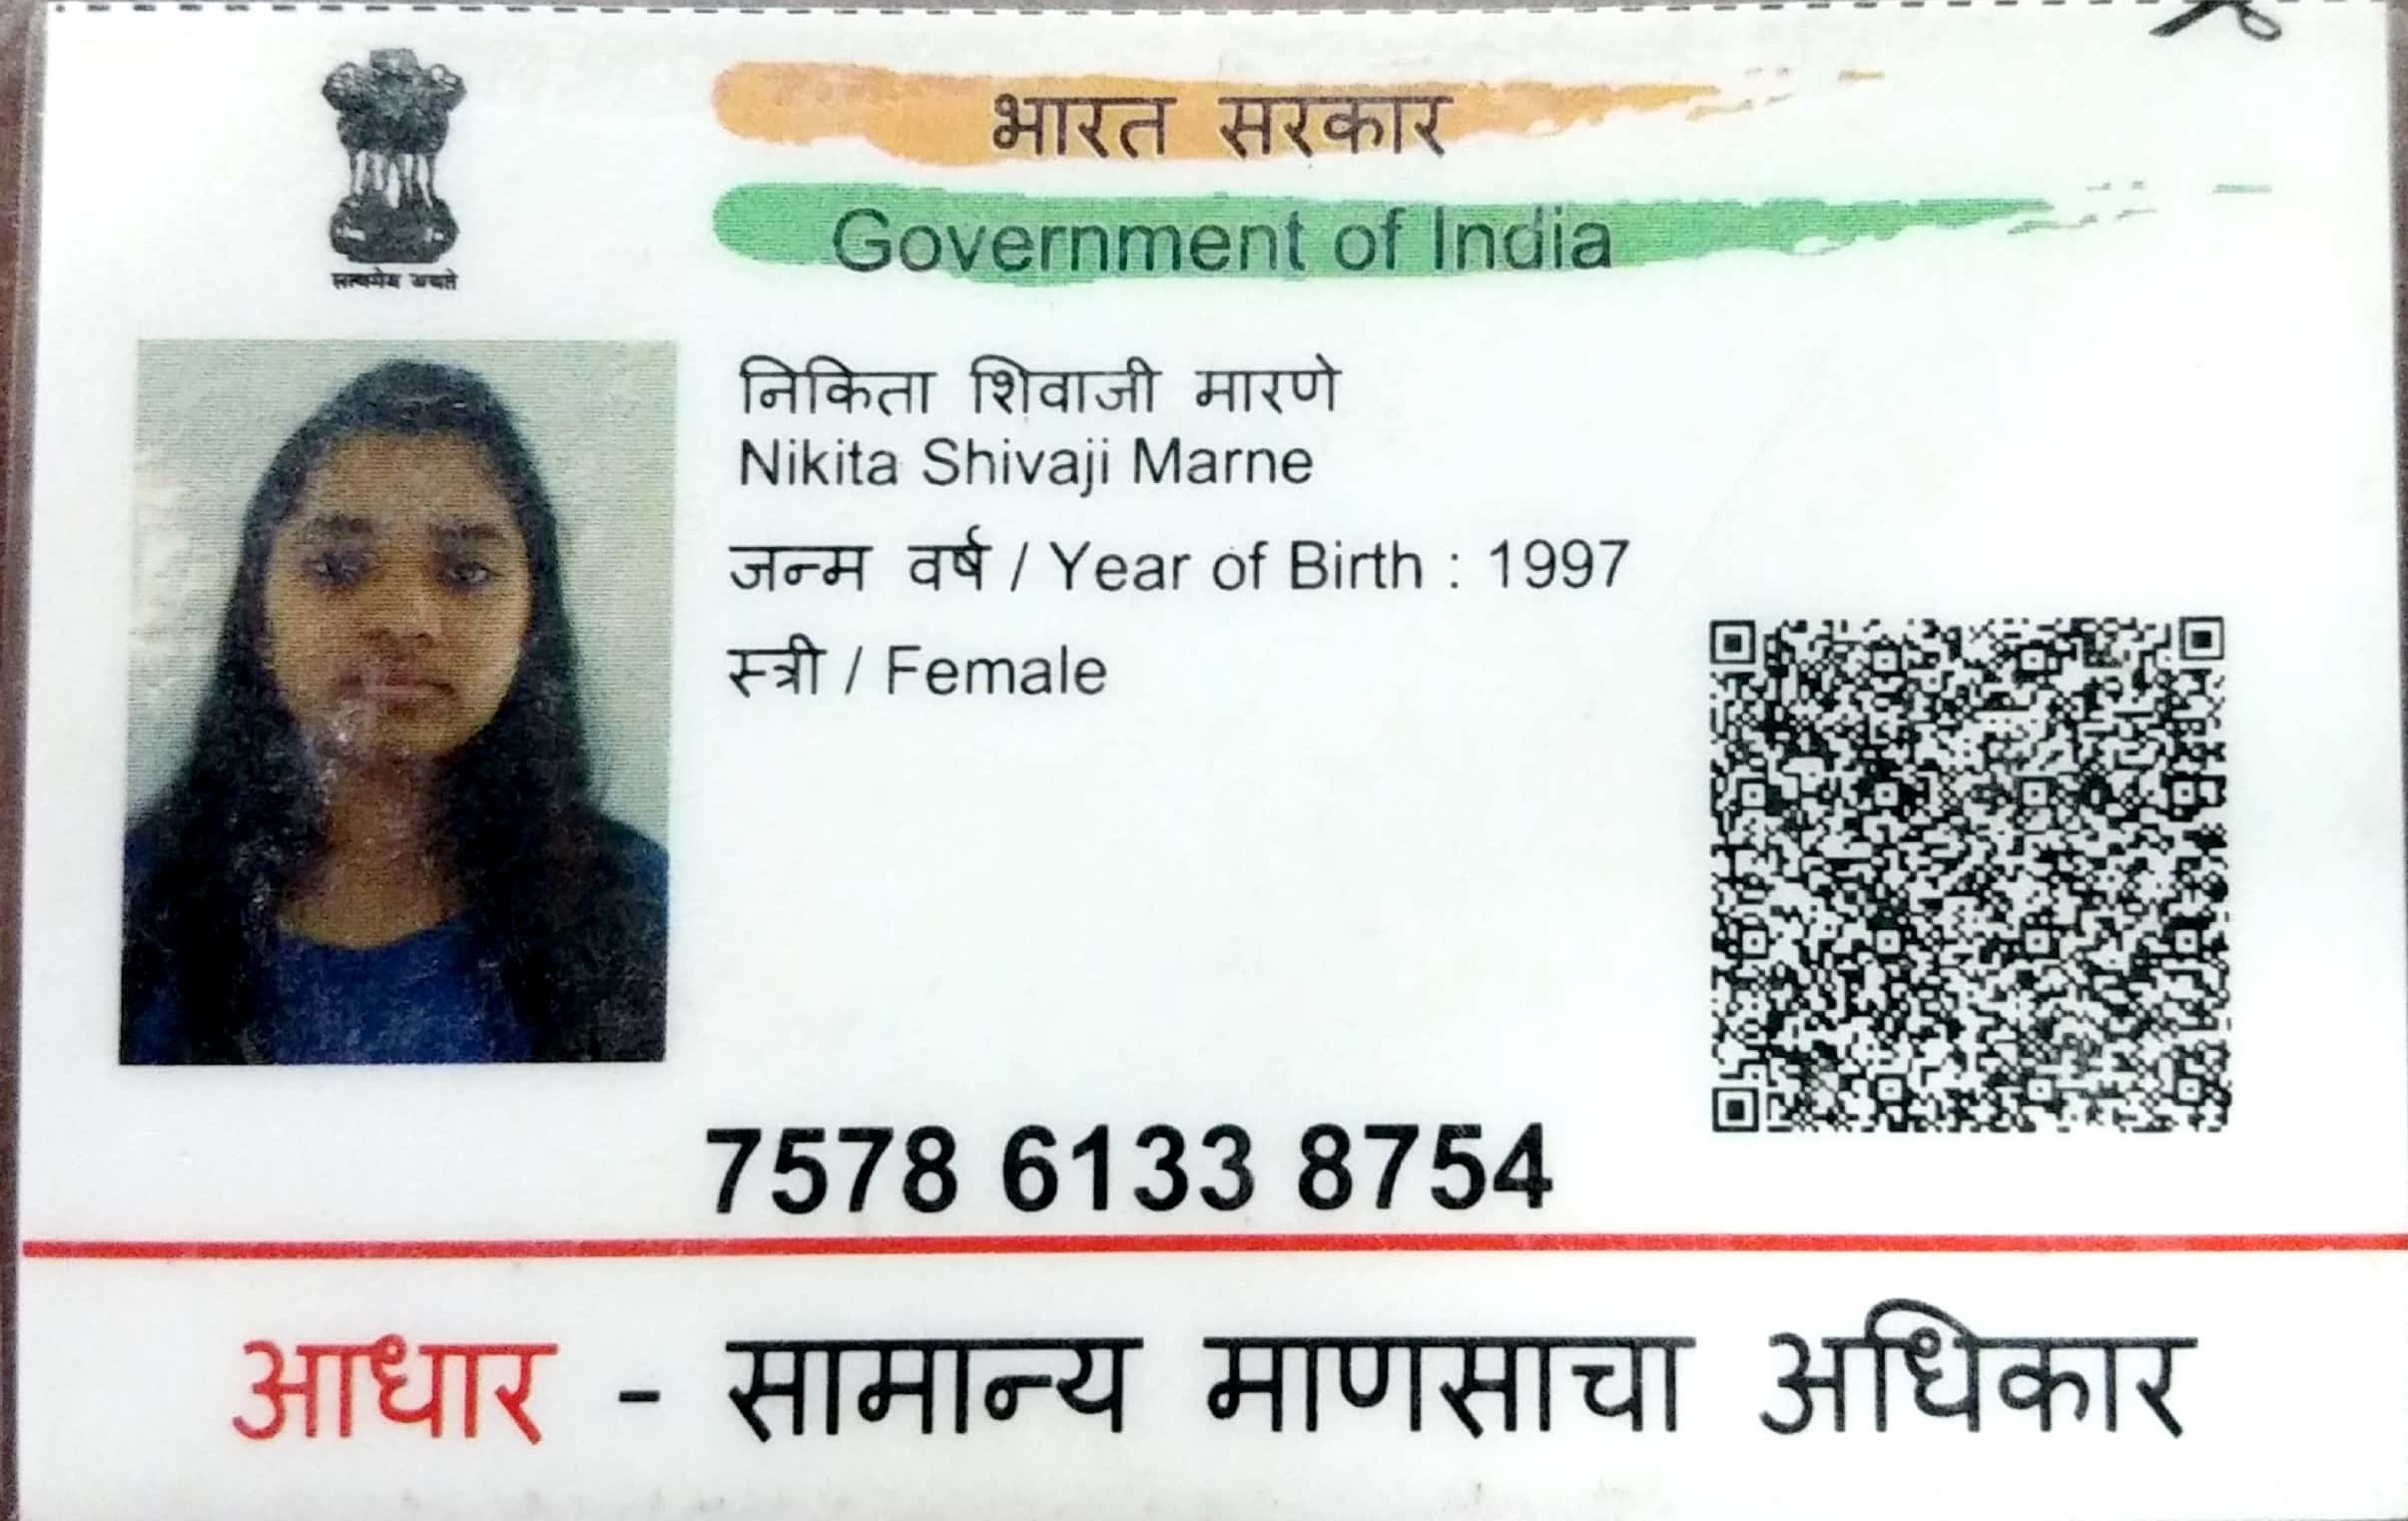 भारत सरकार
Government of India
सत्यमेव जयते
निकिता शिवाजी मारणे
Nikita Shivaji Marne
जन्म वर्ष / Year of Birth : 1997
स्त्री / Female
7578 6133 8754
आधार - सामान्य माणसाचा अधिकार